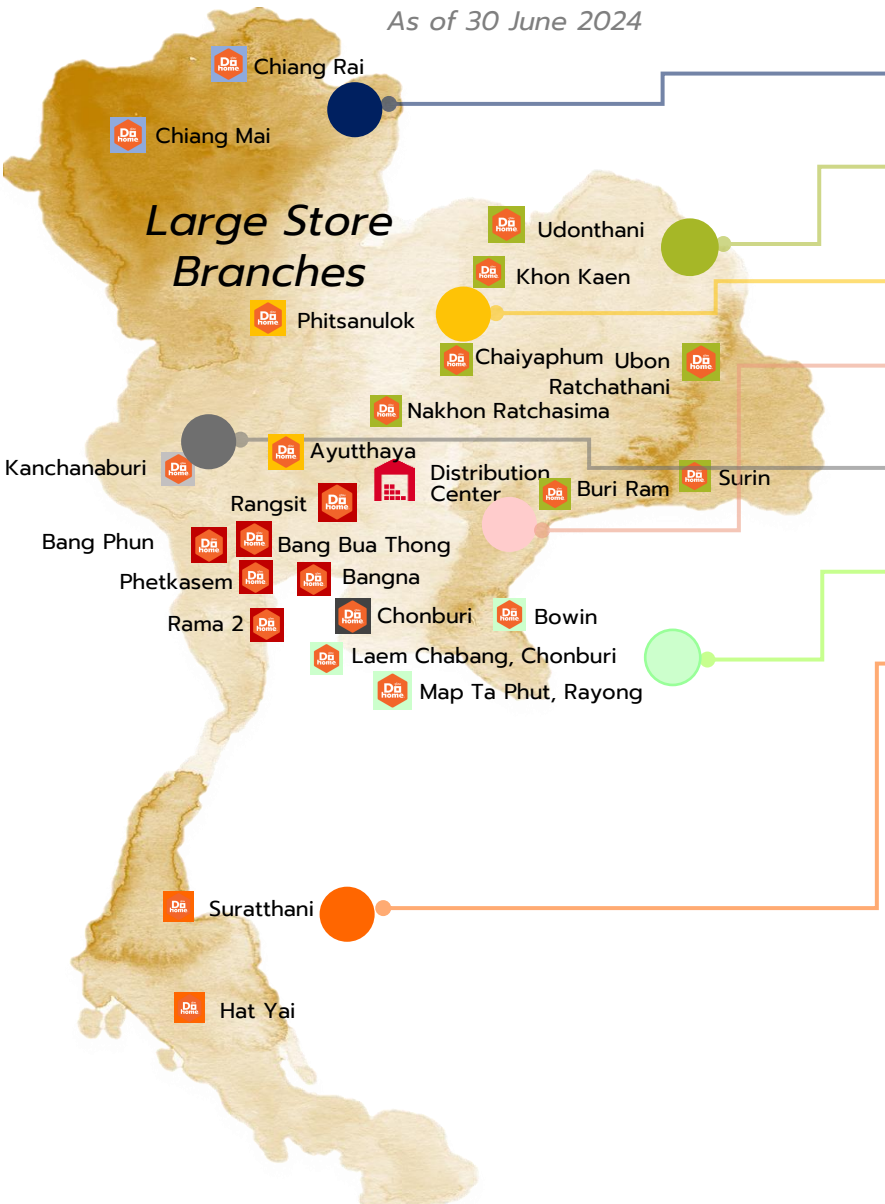 As of 30 June 2024
Chiang Rai
Chiang Mai
Large Store
Branches
Udonthani
Khon Kaen
Phitsanulok
Chaiyaphum
Ubon
Ratchathani
Nakhon Ratchasima
Ayutthaya
Kanchanaburi
Distribution
Center
Surin
Buri Ram
Rangsit
Bang Phun
Bang Bua Thong
Phetkasem
Bangna
Rama 2
Chonburi
Bowin
Laem Chabang, Chonburi
Map Ta Phut, Rayong
Suratthani
Hat Yai